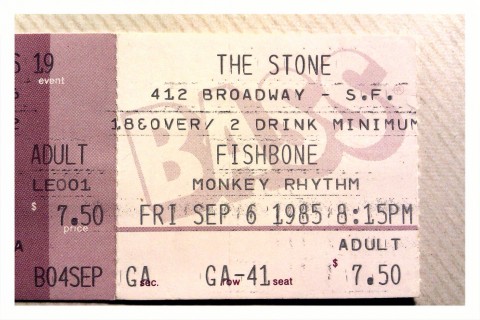 S 19
event
ADULT
LE001
$ 7.50
price
A
B04SEP
BASS
THE STONE
412 BROADWAY - S.F.
18&OVER/ 2 DRINK MINIMUM
FISHBONE
MONKEY RHYTHM
FRI SEP 6 1985 8:15PM
ADULT
GA GA-41 $ 7.50
sec. row seat